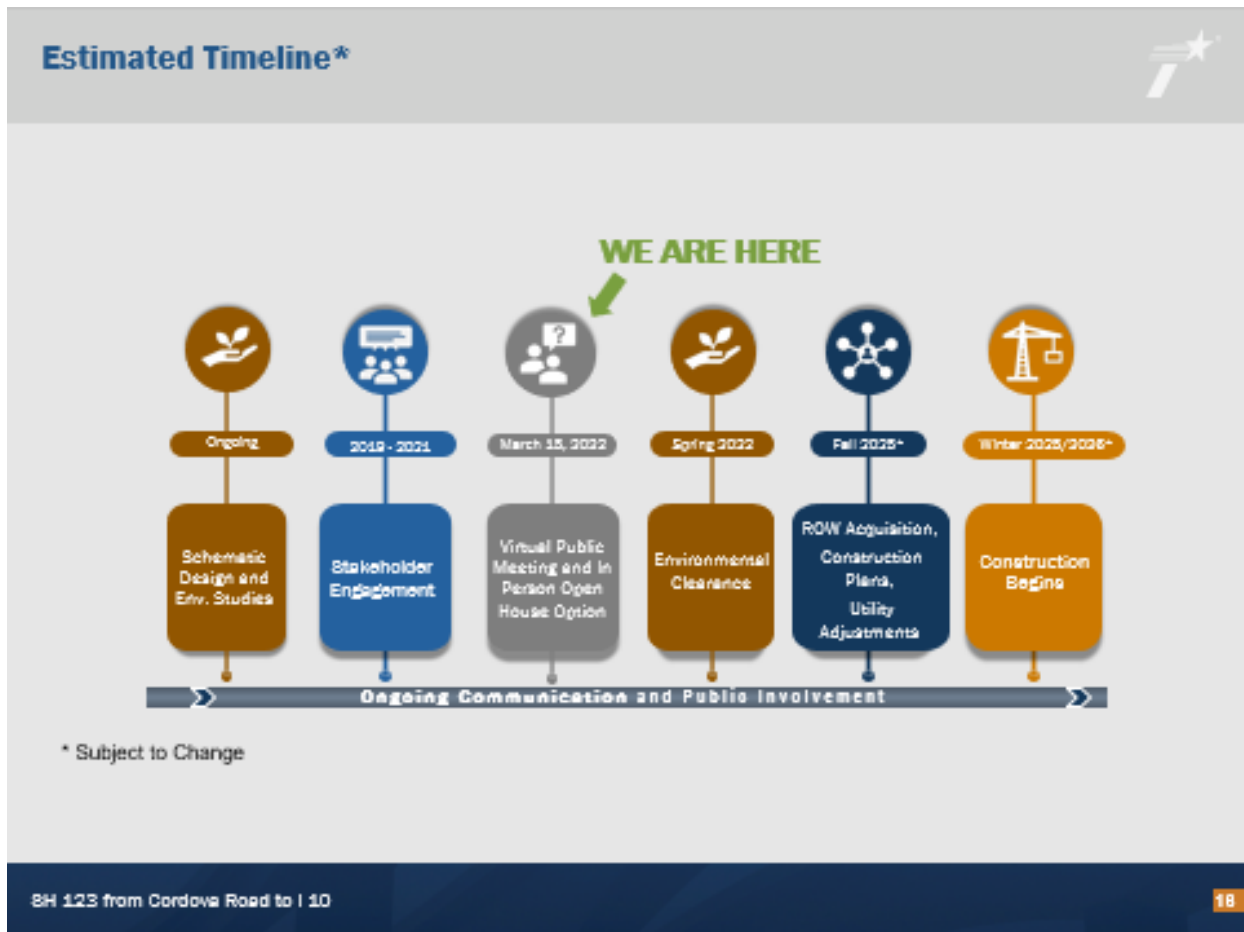 Estimated Timeline*
WE ARE HERE
Ongoing
2019 - 2021
March 15, 2022
Spring 2022
Fall 2025*
Winter 2025/2026*
Schematic
Design and
Env. Studies
Stakeholder
Engagement
Virtual Public
Meeting and In
Person Open
House Option
Environmental
Clearance
ROW Acquisition,
Construction
Plans,
Utility
Adjustments
Construction
Begins
Ongoing Communication and Public Involvement
* Subject to Change
SH 123 from Cordova Road to I 10
18